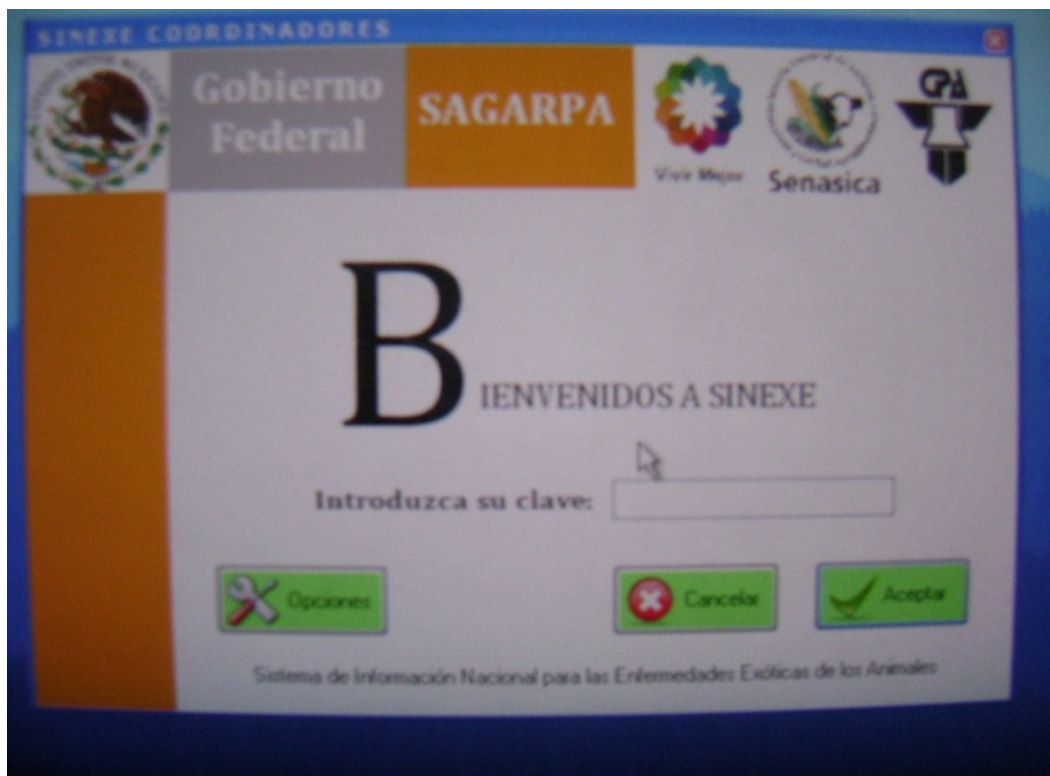 SINEXE COORDINADORES
Gobierno
Federal
SAGARPA
Vivir Mejor
Senasica
CPA
BIENVENIDOS A SINEXE
Introduzca su clave:
Opciones
Cancelar
Aceptar
Sistema de Información Nacional para las Enfermedades Exóticas de los Animales